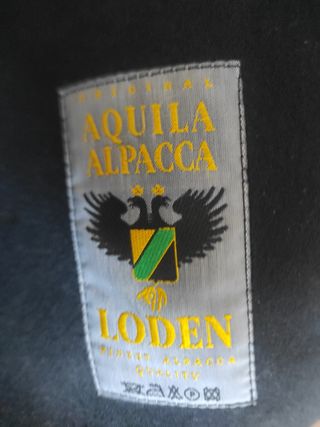 ORIGINAL
AQUILA
ALPACCA
LODEN
FINEST ALPACCA
QUALITY